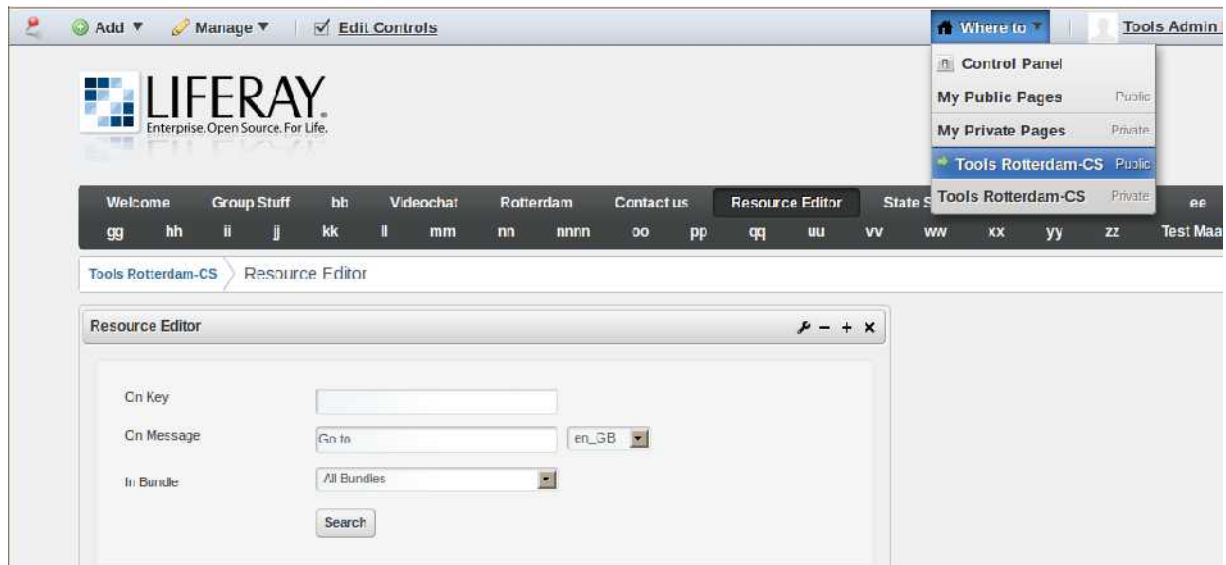 Add Manage Edit Controls Where to Tools Admin
Control Panel
My Public Pages Public
My Private Pages Private
Tools Rotterdam-CS Public
Tools Rotterdam-CS Private
LIFERAY.
Enterprise. Open Source. For Life.
Welcome Group Stuff bb Videochat Rotterdam Contact us Resource Editor State S ee
gg hh ii jj kk ll mm nn nnnn oo pp qq uu vv ww xx yy zz Test Maa
Tools Rotterdam-CS Resource Editor
Resource Editor
On Key
On Message Go to en_GB
In Bundle All Bundles
Search